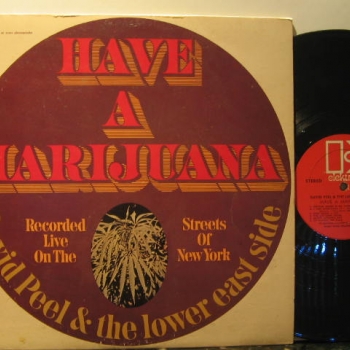 HAVE
A
MARIJUANA
Recorded
Live
On The
Streets
Of
New York
vid Peel & the lower east side